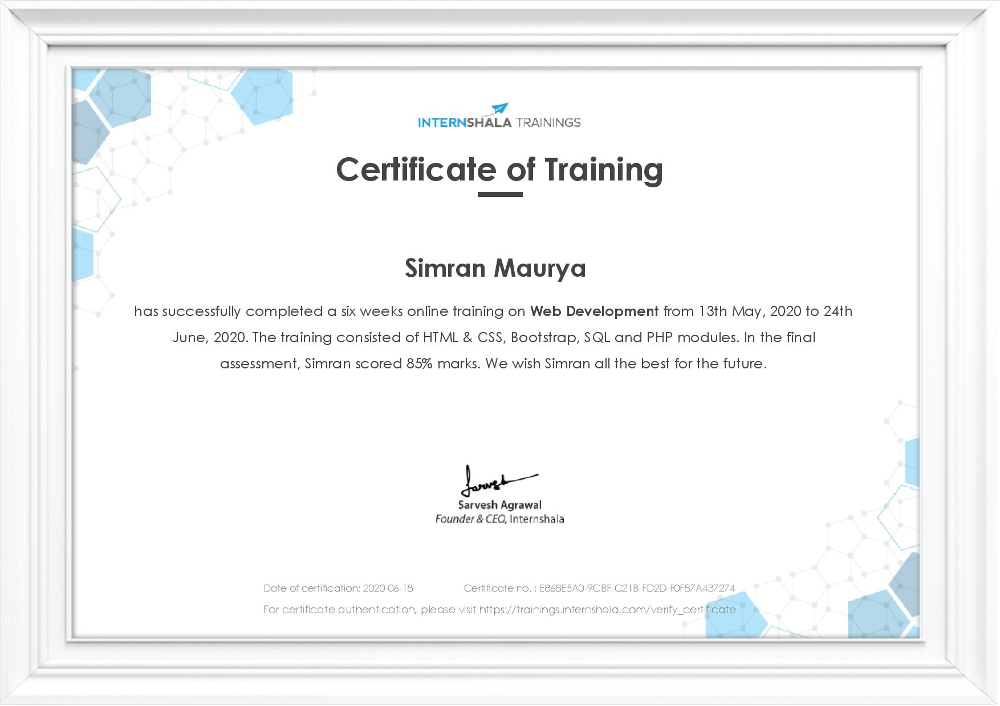 INTERNSHALA TRAININGS
Certificate of Training
Simran Maurya
has successfully completed a six weeks online training on Web Development from 13th May, 2020 to 24th
June, 2020. The training consisted of HTML & CSS, Bootstrap, SQL and PHP modules. In the final
assessment, Simran scored 85% marks. We wish Simran all the best for the future.
Sarvesh
Sarvesh Agrawal
Founder & CEO, Internshala
Date of certification: 2020-06-18 Certificate no. : E868E5A0-9CBF-C21B-FD2D-F0F87A437274
For certificate authentication, please visit https://trainings.internshala.com/verify_certificate